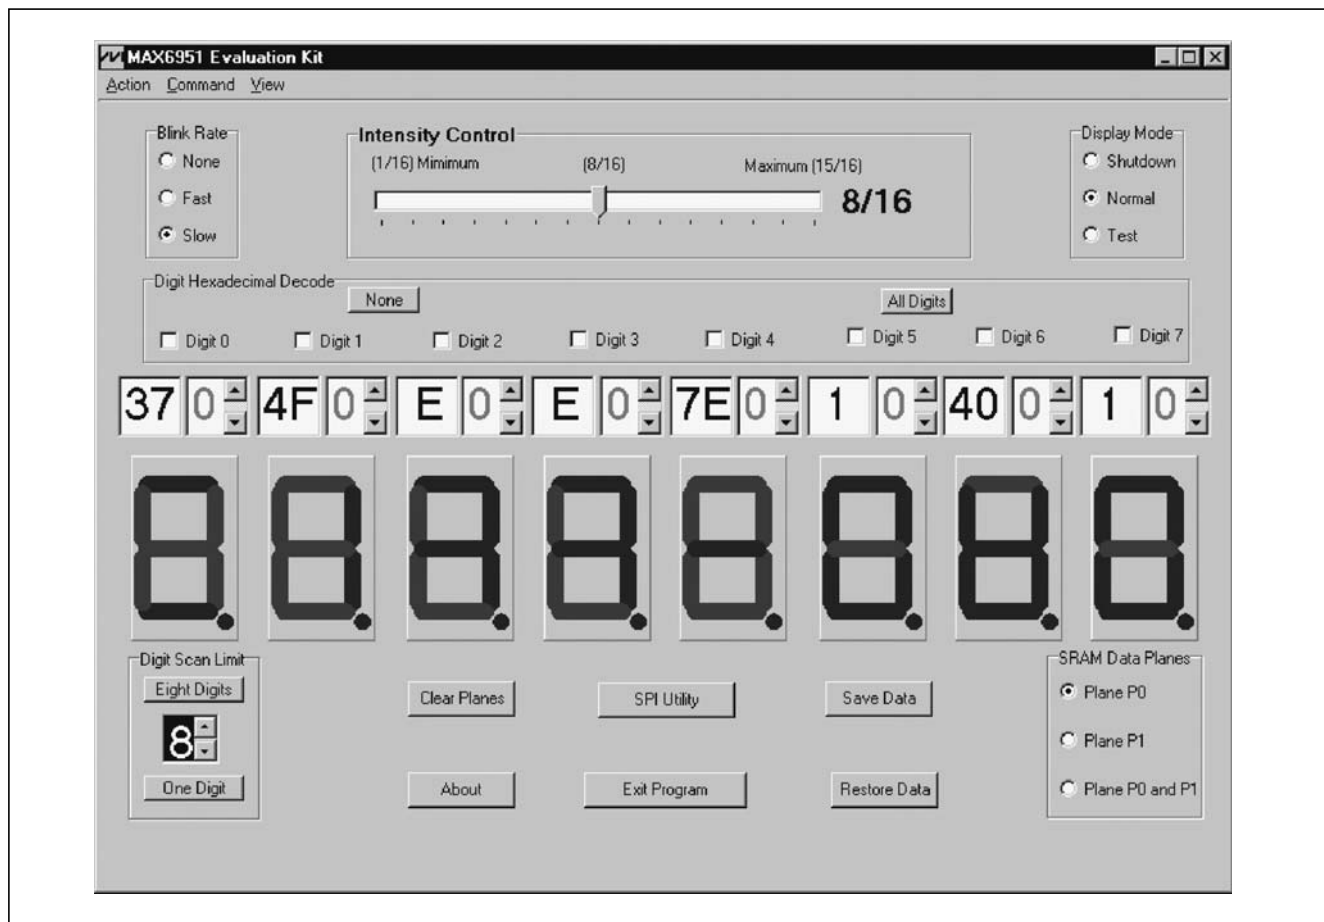 MAX6951 Evaluation Kit
Action Command View
Blink Rate
None
Fast
Slow
Intensity Control
(1/16) Mimimum (8/16) Maximum (15/16)
8/16
Display Mode
Shutdown
Normal
Test
Digit Hexadecimal Decode
None All Digits
Digit 0 Digit 1 Digit 2 Digit 3 Digit 4 Digit 5 Digit 6 Digit 7
37 0 4F 0 E 0 E 0 7E 0 1 0 40 0 1 0
Digit Scan Limit
Eight Digits
8
One Digit
Clear Planes SPI Utility Save Data
About Exit Program Restore Data
SRAM Data Planes
Plane P0
Plane P1
Plane P0 and P1